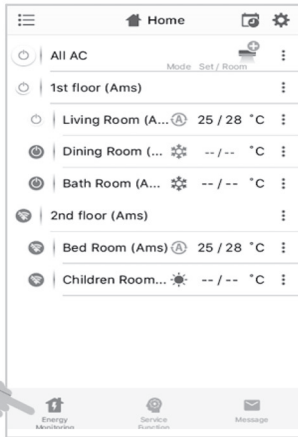 Home
All AC
Mode Set / Room
1st floor (Ams)
Living Room (A... A 25 / 28 °C
Dining Room (... --/-- °C
Bath Room (A... --/-- °C
2nd floor (Ams)
Bed Room (Ams) A 25 / 28 °C
Children Room... --/-- °C
Energy
Monitoring
Service
Function
Message